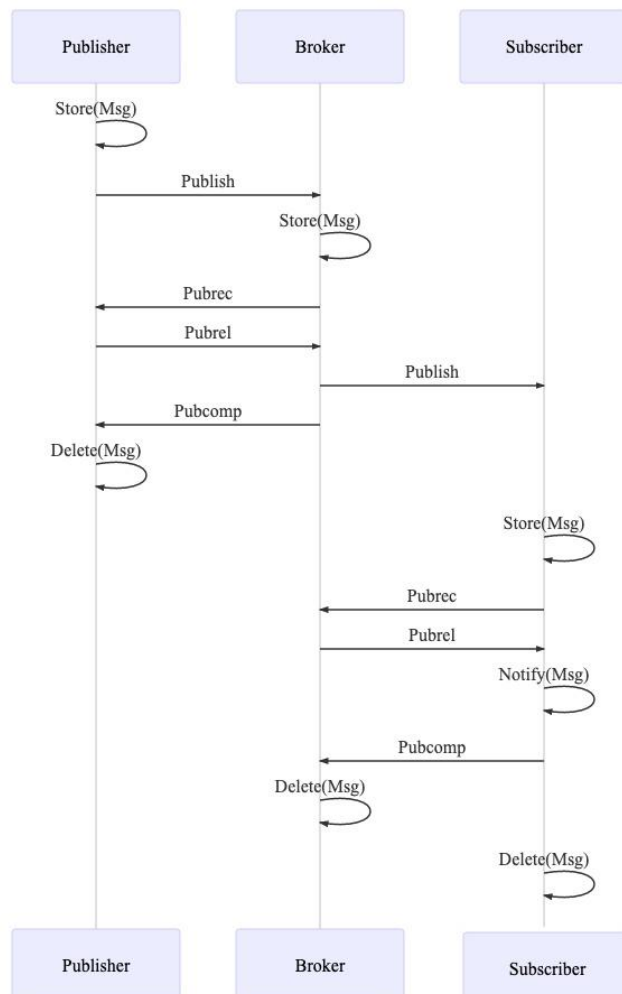 Publisher
Broker
Subscriber
Store(Msg)
Publish
Store(Msg)
Pubrec
Pubrel
Publish
Pubcomp
Delete(Msg)
Store(Msg)
Pubrec
Pubrel
Notify(Msg)
Pubcomp
Delete(Msg)
Delete(Msg)
Publisher
Broker
Subscriber